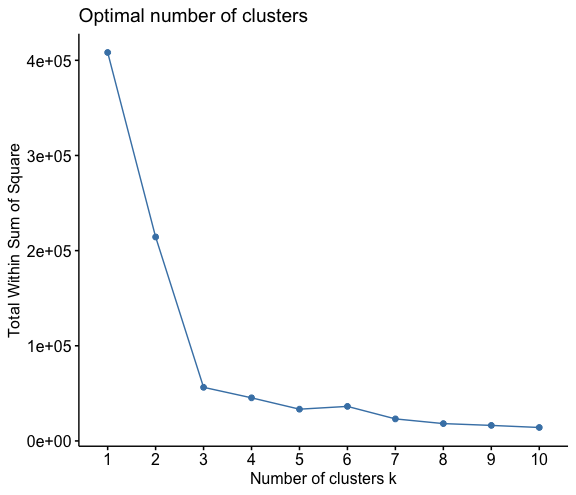 Optimal number of clusters
Total Within Sum of Square
4e+05
3e+05
2e+05
1e+05
0e+00
1 2 3 4 5 6 7 8 9 10
Number of clusters k